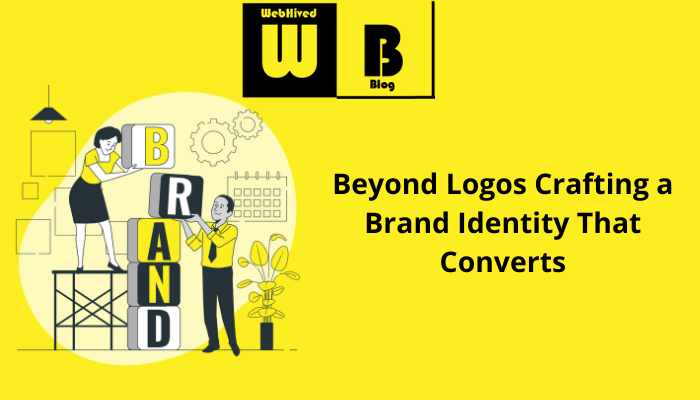 WebHived
W
B
Blog
B
R
A
N
D
Beyond Logos Crafting a
Brand Identity That
Converts